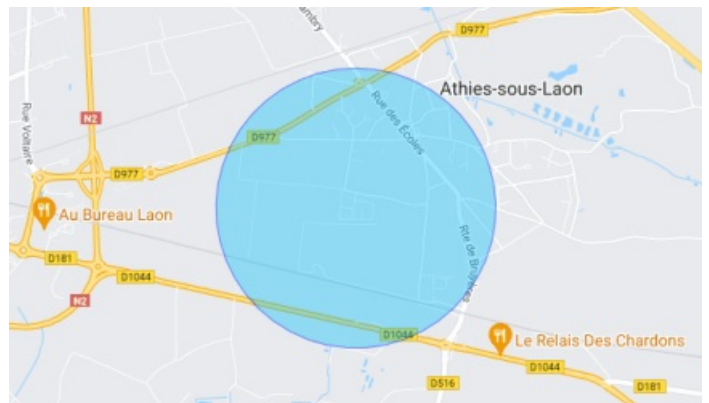 ambry
D977
Athies-sous-Laon
Rue des Écoles
Rue Voltaire
N2
D977
D977
Au Bureau Laon
Rte de Bruyères
D181
D1044
N2
D1044
Le Relais Des Chardons
D1044
D516
D181